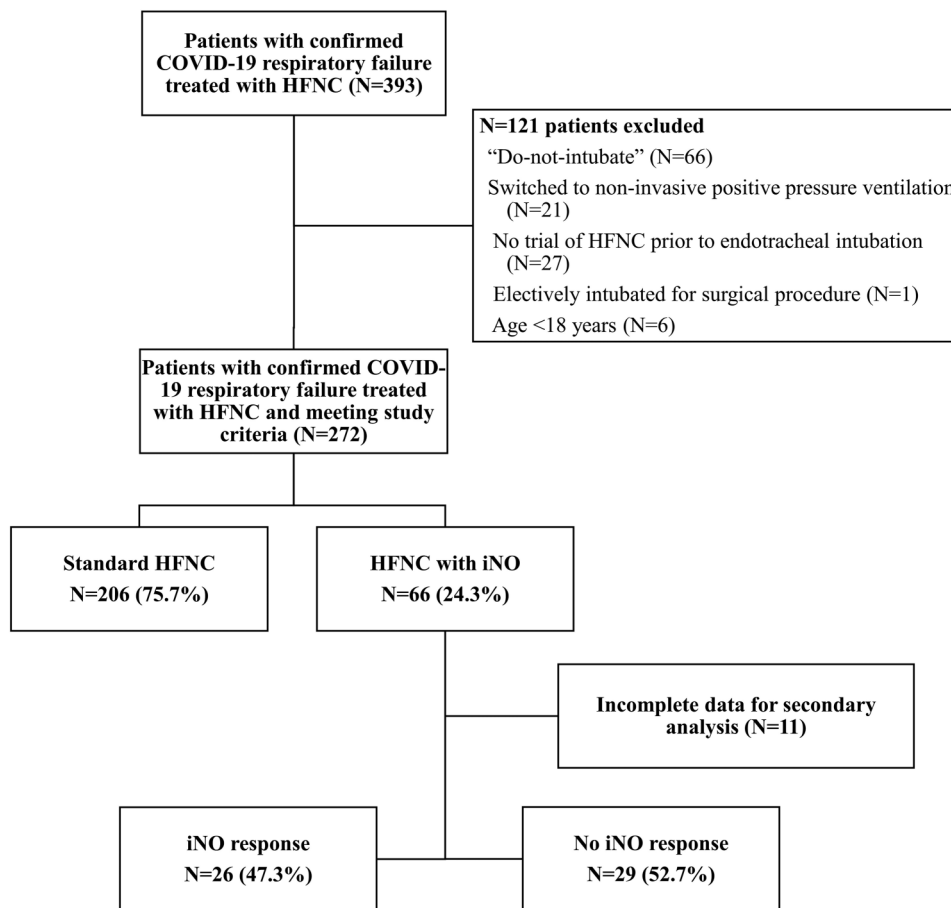 Patients with confirmed
COVID-19 respiratory failure
treated with HFNC (N=393)
N=121 patients excluded
“Do-not-intubate” (N=66)
Switched to non-invasive positive pressure ventilation
(N=21)
No trial of HFNC prior to endotracheal intubation
(N=27)
Electively intubated for surgical procedure (N=1)
Age <18 years (N=6)
Patients with confirmed COVID-
19 respiratory failure treated
with HFNC and meeting study
criteria (N=272)
Standard HFNC
N=206 (75.7%)
HFNC with iNO
N=66 (24.3%)
Incomplete data for secondary
analysis (N=11)
iNO response
N=26 (47.3%)
No iNO response
N=29 (52.7%)